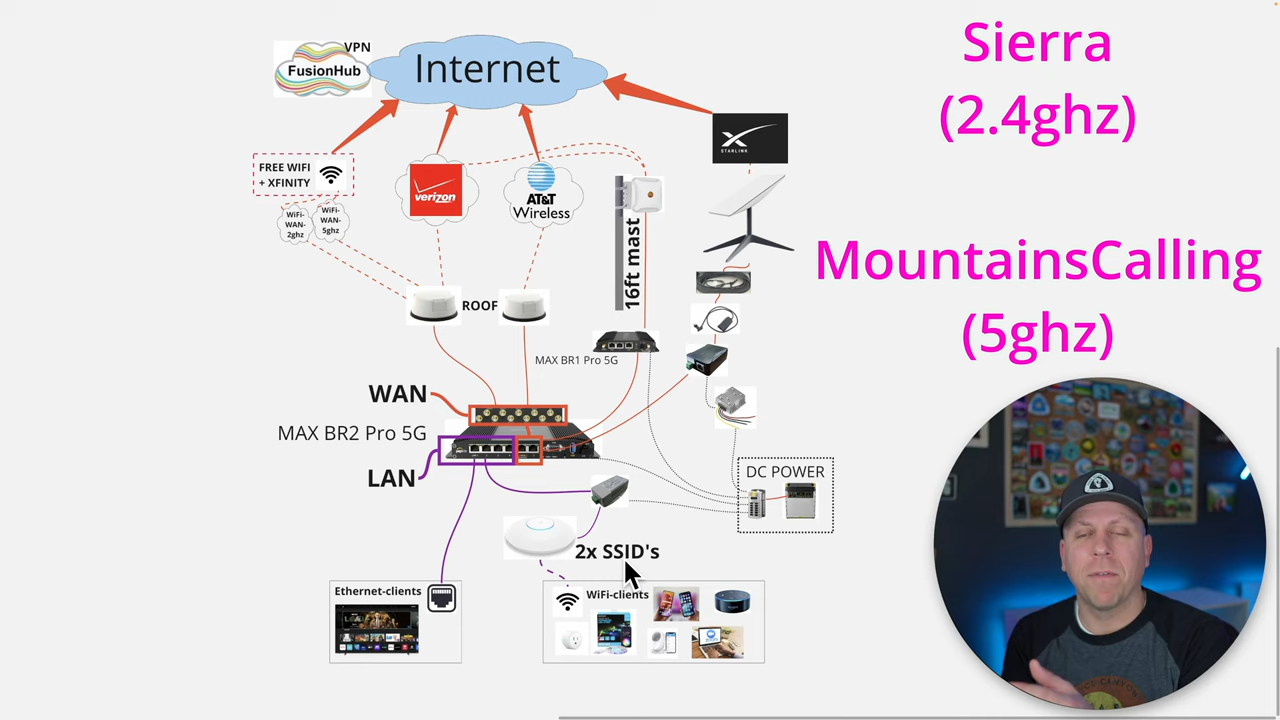 Sierra
(2.4ghz)
MountainsCalling
(5ghz)
VPN
FusionHub
Internet
STARLINK
FREE WIFI
+ XFINITY
verizon
AT&T
Wireless
WiFi-
WAN-
2ghz
WiFi-
WAN-
5ghz
16ft mast
ROOF
MAX BR1 Pro 5G
WAN
MAX BR2 Pro 5G
LAN
DC POWER
2x SSID's
Ethernet-clients
WiFi-clients